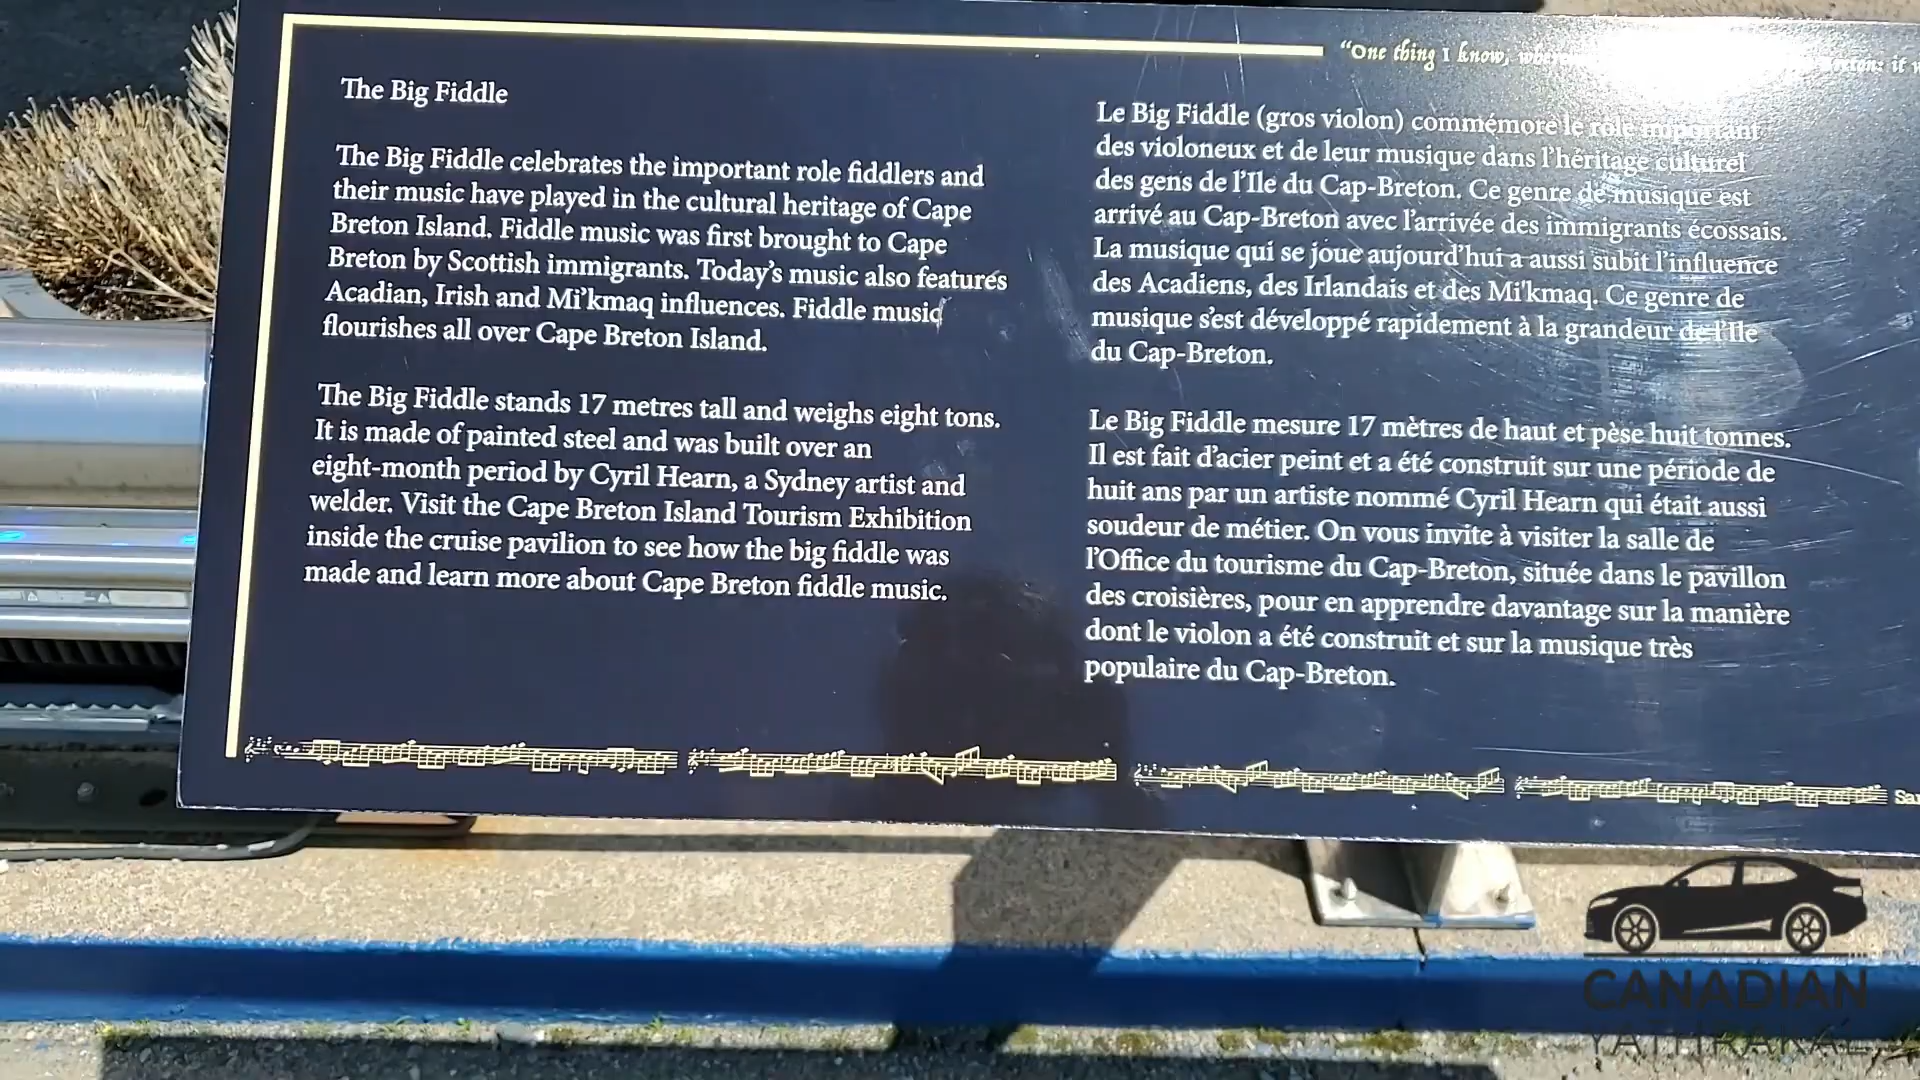 The Big Fiddle
The Big Fiddle celebrates the important role fiddlers and
their music have played in the cultural heritage of Cape
Breton Island. Fiddle music was first brought to Cape
Breton by Scottish immigrants. Today's music also features
Acadian, Irish and Mi'kmaq influences. Fiddle music
flourishes all over Cape Breton Island.
The Big Fiddle stands 17 metres tall and weighs eight tons.
It is made of painted steel and was built over an
eight-month period by Cyril Hearn, a Sydney artist and
welder. Visit the Cape Breton Island Tourism Exhibition
inside the cruise pavilion to see how the big fiddle was
made and learn more about Cape Breton fiddle music.
“One thing I know, it
Le Big Fiddle (gros violon) commémore le rôle important
des violoneux et de leur musique dans l'héritage culturel
des gens de l'Ile du Cap-Breton. Ce genre de musique est
arrivé au Cap-Breton avec l'arrivée des immigrants écossais.
La musique qui se joue aujourd'hui a aussi subit l'influence
des Acadiens, des Irlandais et des Mi'kmaq. Ce genre de
musique s'est développé rapidement à la grandeur de l'Ile
du Cap-Breton.
Le Big Fiddle mesure 17 mètres de haut et pèse huit tonnes.
Il est fait d'acier peint et a été construit sur une période de
huit ans par un artiste nommé Cyril Hearn qui était aussi
soudeur de métier. On vous invite à visiter la salle de
l'Office du tourisme du Cap-Breton, située dans le pavillon
des croisières, pour en apprendre davantage sur la manière
dont le violon a été construit et sur la musique très
populaire du Cap-Breton.
CANADIAN